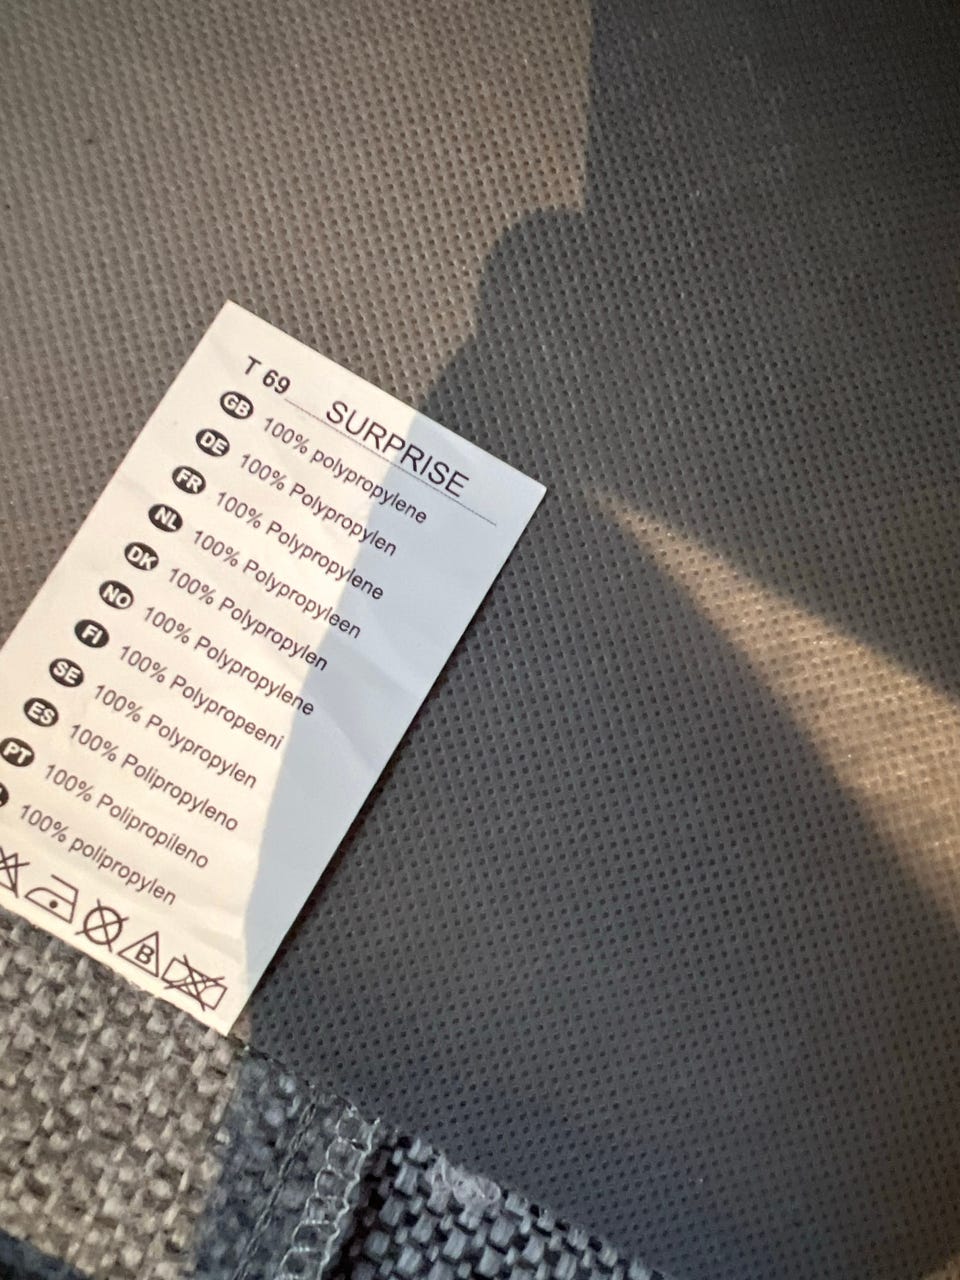 T 69 SURPRISE
GB 100% polypropylene
DE 100% Polypropylen
FR 100% Polypropylene
NL 100% Polypropyleen
DK 100% Polypropylen
NO 100% Polypropylene
FI 100% Polypropeeni
SE 100% Polypropylen
ES 100% Polipropyleno
PT 100% Polipropileno
100% polipropylen
B